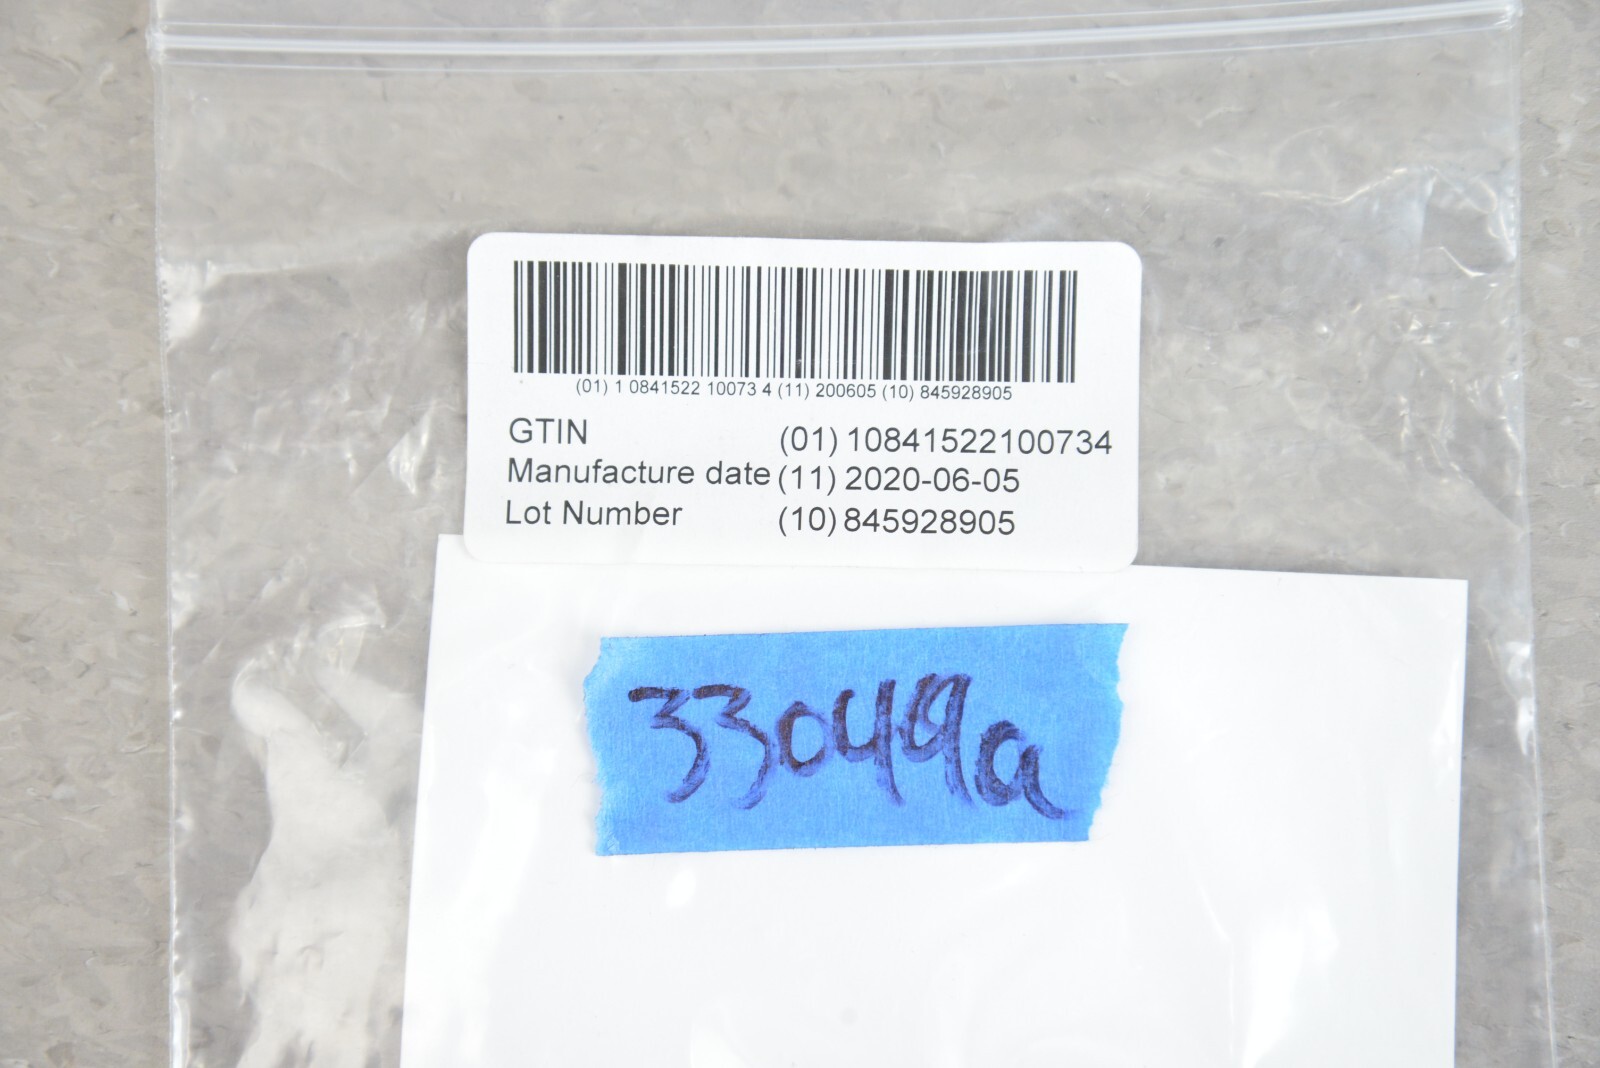 (01) 1 0841522 10073 4 (11) 200605 (10) 845928905
GTIN (01) 10841522100734
Manufacture date (11) 2020-06-05
Lot Number (10) 845928905
33049a